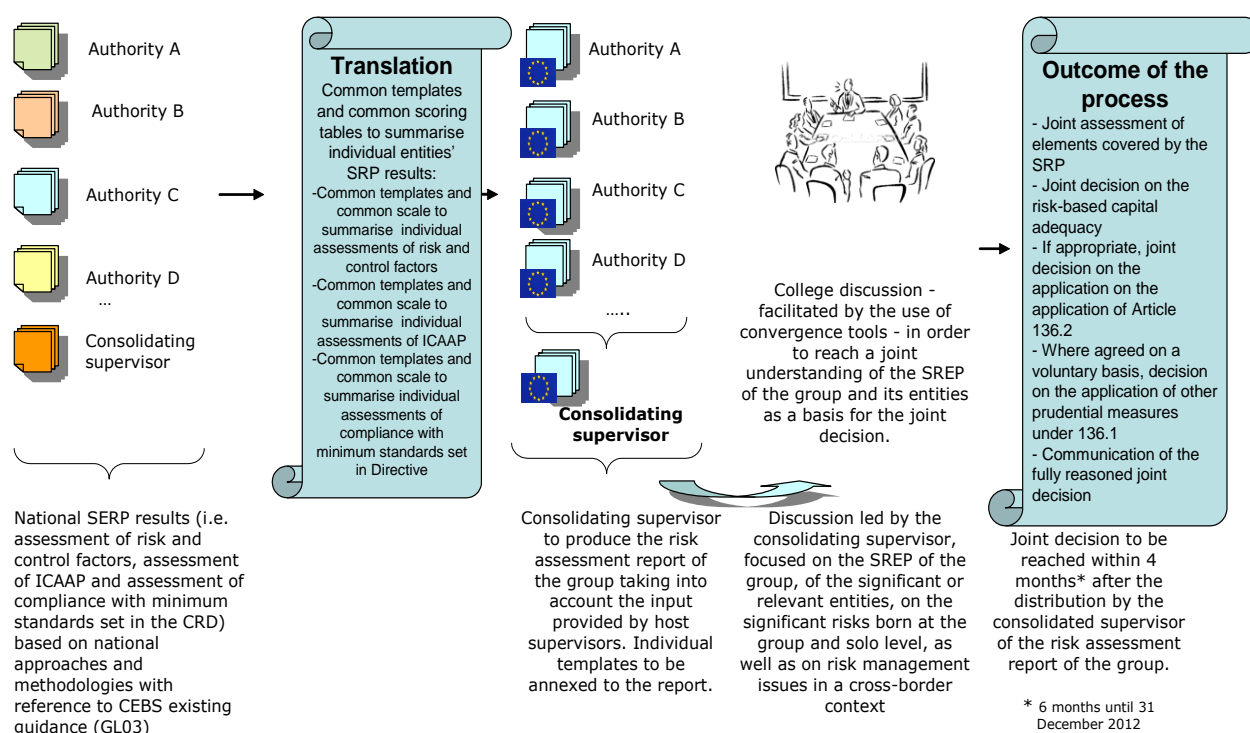 Authority A
Authority B
Authority C
Authority D
...
Consolidating
supervisor
National SERP results (i.e.
assessment of risk and
control factors, assessment
of ICAAP and assessment of
compliance with minimum
standards set in the CRD)
based on national
approaches and
methodologies with
reference to CEBS existing
guidance (GL03)
Translation
Common templates
and common scoring
tables to summarise
individual entities'
SRP results:
-Common templates and
common scale to
summarise individual
assessments of risk and
control factors
-Common templates and
common scale to
summarise individual
assessments of ICAAP
-Common templates and
common scale to
summarise individual
assessments of
compliance with
minimum standards set
in Directive
Authority A
Authority B
Authority C
Authority D
.....
Consolidating
supervisor
Consolidating supervisor
to produce the risk
assessment report of
the group taking into
account the input
provided by host
supervisors. Individual
templates to be
annexed to the report.
College discussion -
facilitated by the use of
convergence tools - in order
to reach a joint
understanding of the SREP
of the group and its entities
as a basis for the joint
decision.
Discussion led by the
consolidating supervisor,
focused on the SREP of the
group, of the significant or
relevant entities, on the
significant risks born at the
group and solo level, as
well as on risk management
issues in a cross-border
context
Outcome of the
process
- Joint assessment of
elements covered by the
SRP
- Joint decision on the
risk-based capital
adequacy
- If appropriate, joint
decision on the
application on the
application of Article
136.2
- Where agreed on a
voluntary basis, decision
on the application of other
prudential measures
under 136.1
- Communication of the
fully reasoned joint
decision
Joint decision to be
reached within 4
months* after the
distribution by the
consolidated supervisor
of the risk assessment
report of the group.
* 6 months until 31
December 2012